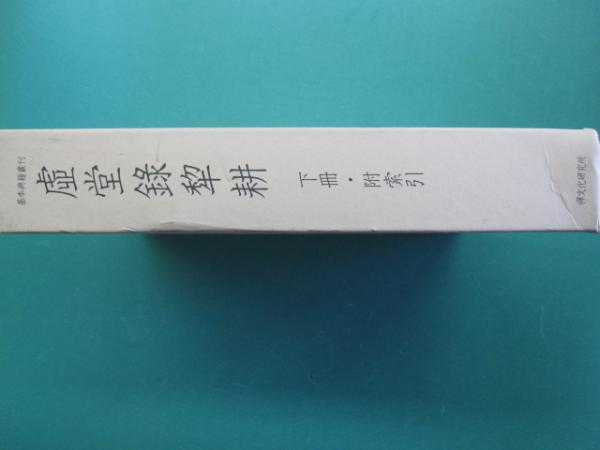 基本典籍叢刊
虛堂錄犂耕
下冊・附索引
禅文化研究所